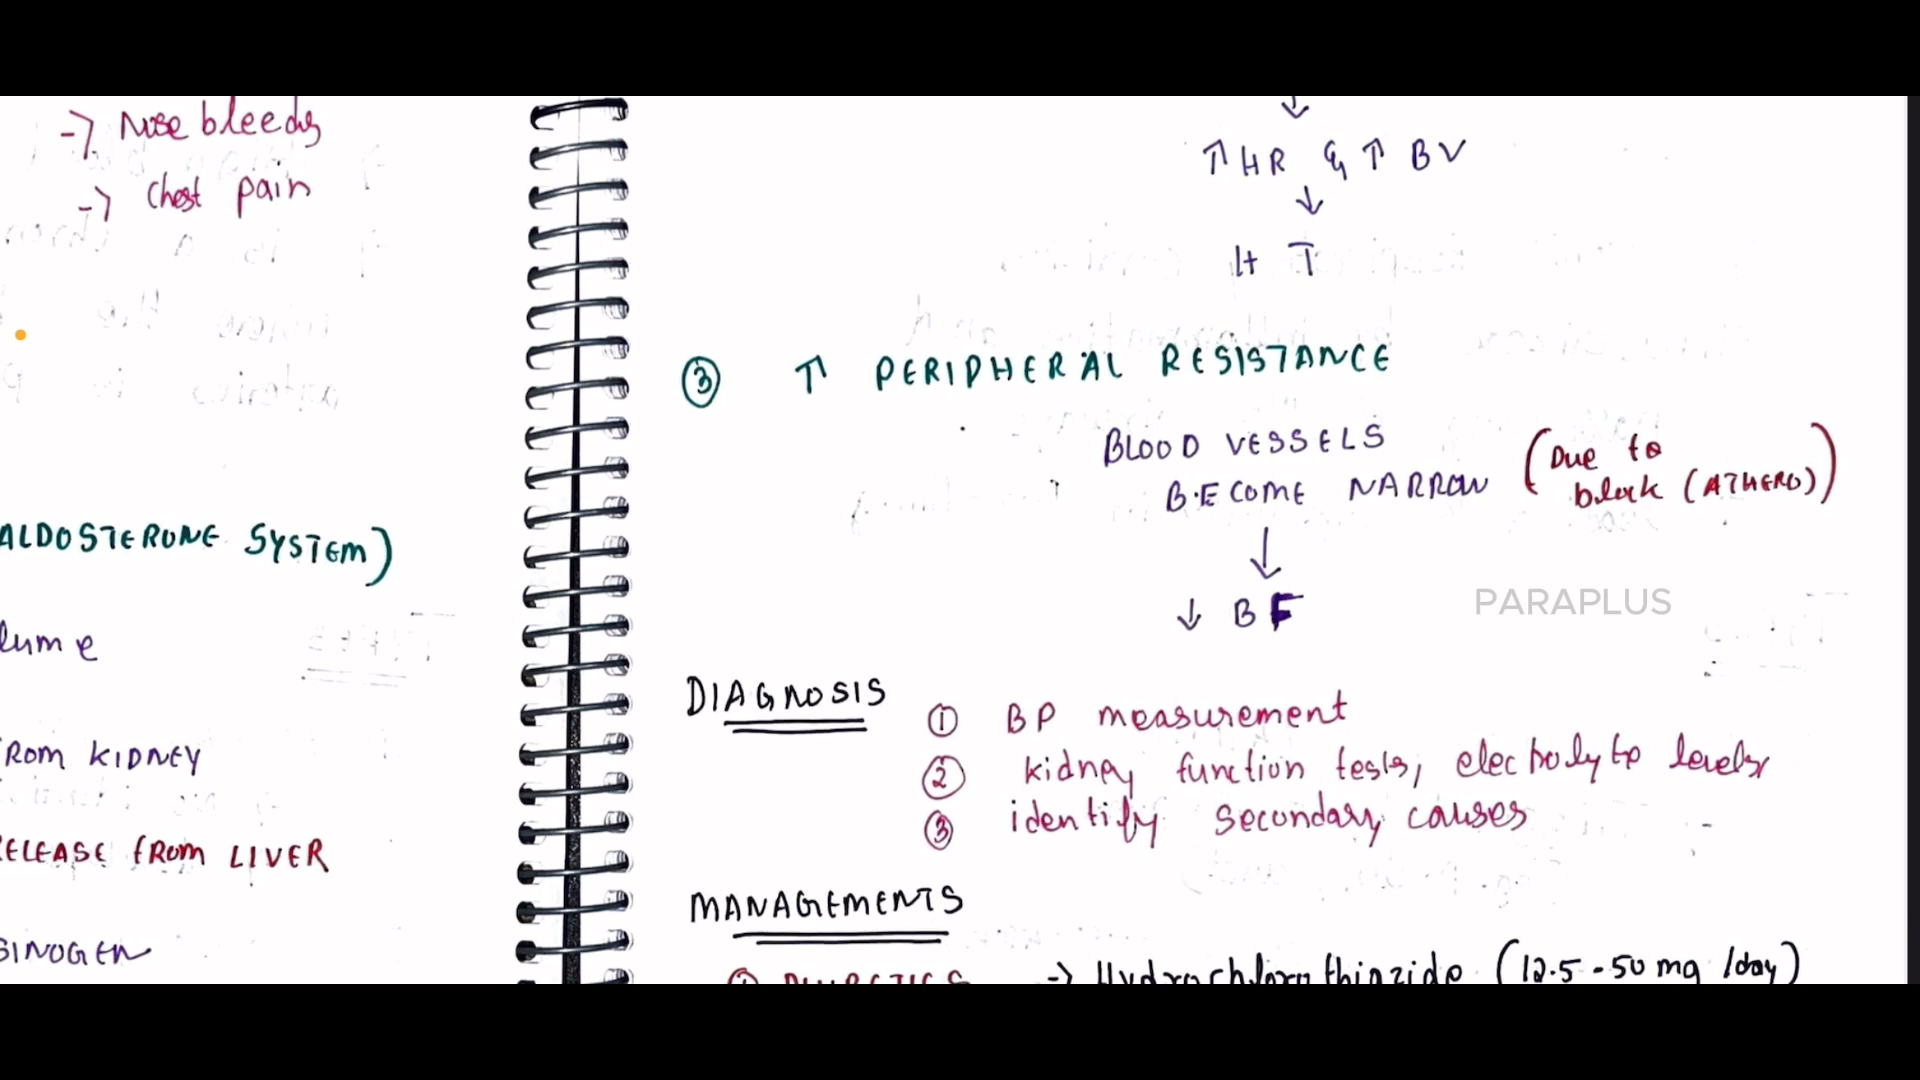 -> Nose bleeds
-> Chest pain
ALDOSTERONE SYSTEM)
lume
ROM KIDNEY
ELEASE FROM LIVER
SINOGEN
↓
↑ HR & ↑ BV
↓
H T
③ ↑ PERIPHERAL RESISTANCE
BLOOD VESSELS
BECOME NARROW (Due to
block (ATHERO))
↓
↓ BF
PARAPLUS
DIAGNOSIS
① BP measurement
② kidney function tests, electrolyte levels
③ identify secondary causes
MANAGEMENTS
① DIURETICS -> Hydrochlorothiazide (12.5 - 50 mg /day)